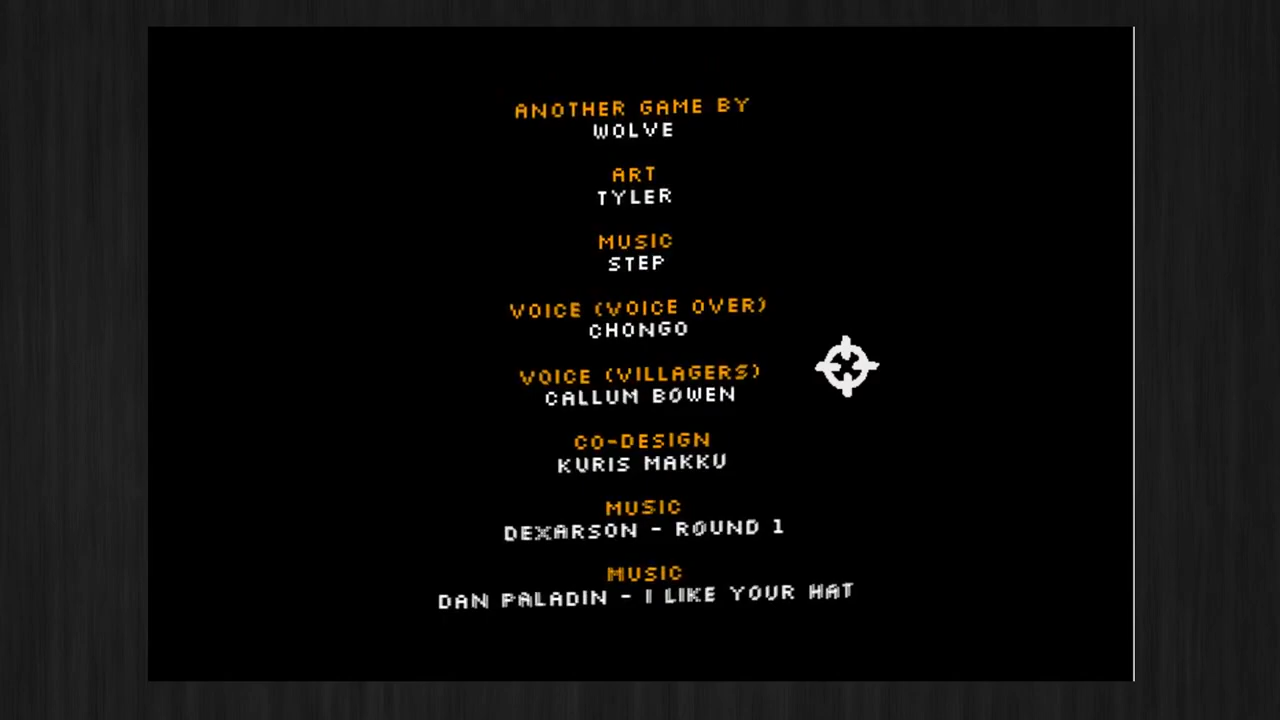 ANOTHER GAME BY
WOLVE
ART
TYLER
MUSIC
STEP
VOICE (VOICE OVER)
CHONGO
VOICE (VILLAGERS)
CALLUM BOWEN
CO-DESIGN
KURIS MAKKU
MUSIC
DEXARSON - ROUND 1
MUSIC
DAN PALADIN - I LIKE YOUR HAT